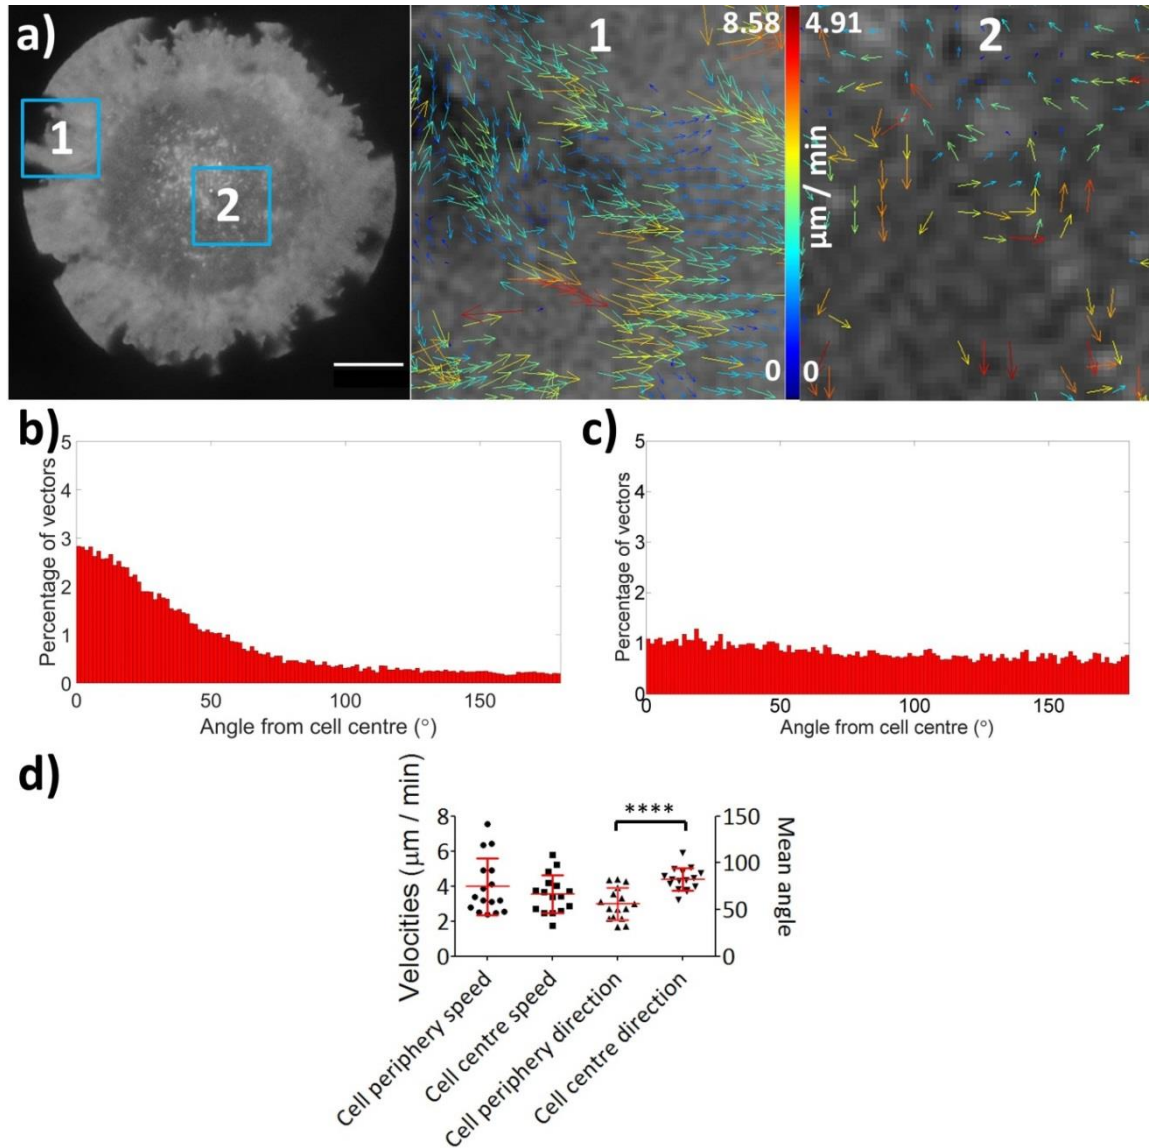 a)
1
2
1
8.58
4.91
2
μm / min
0
0
b)
5
4
3
2
1
0
Percentage of vectors
0 50 100 150
Angle from cell centre (°)
c)
5
4
3
2
1
0
Percentage of vectors
0 50 100 150
Angle from cell centre (°)
d)
8
6
4
2
0
Velocities (μm / min)
****
150
100
50
0
Mean angle
Cell periphery speed
Cell centre speed
Cell periphery direction
Cell centre direction